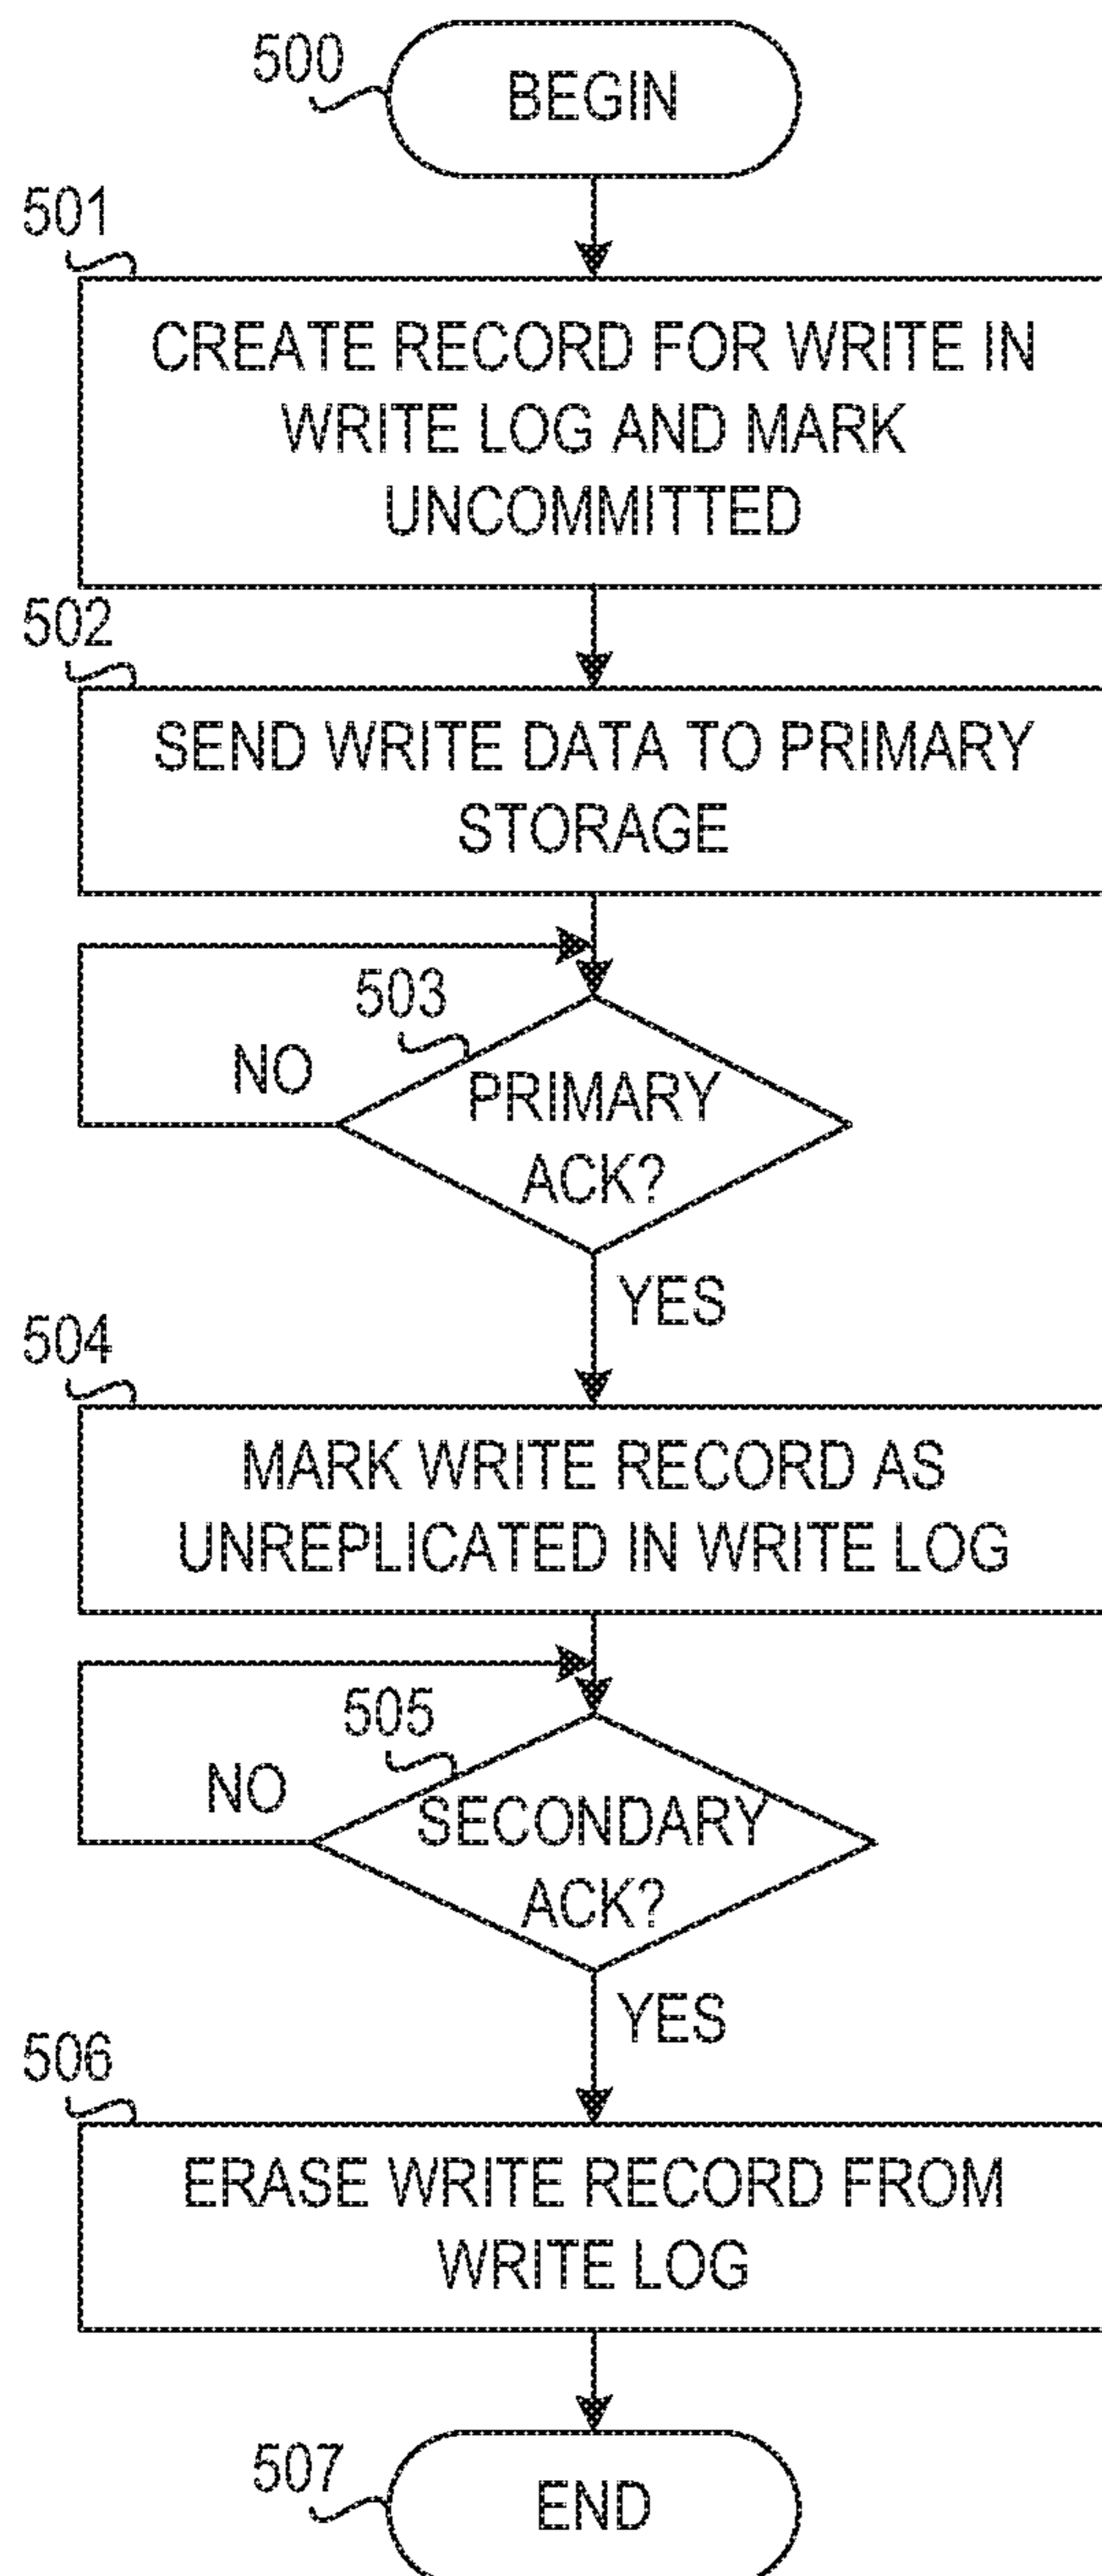 500
BEGIN
501
CREATE RECORD FOR WRITE IN
WRITE LOG AND MARK
UNCOMMITTED
502
SEND WRITE DATA TO PRIMARY
STORAGE
503
NO
PRIMARY
ACK?
YES
504
MARK WRITE RECORD AS
UNREPLICATED IN WRITE LOG
505
NO
SECONDARY
ACK?
YES
506
ERASE WRITE RECORD FROM
WRITE LOG
507
END